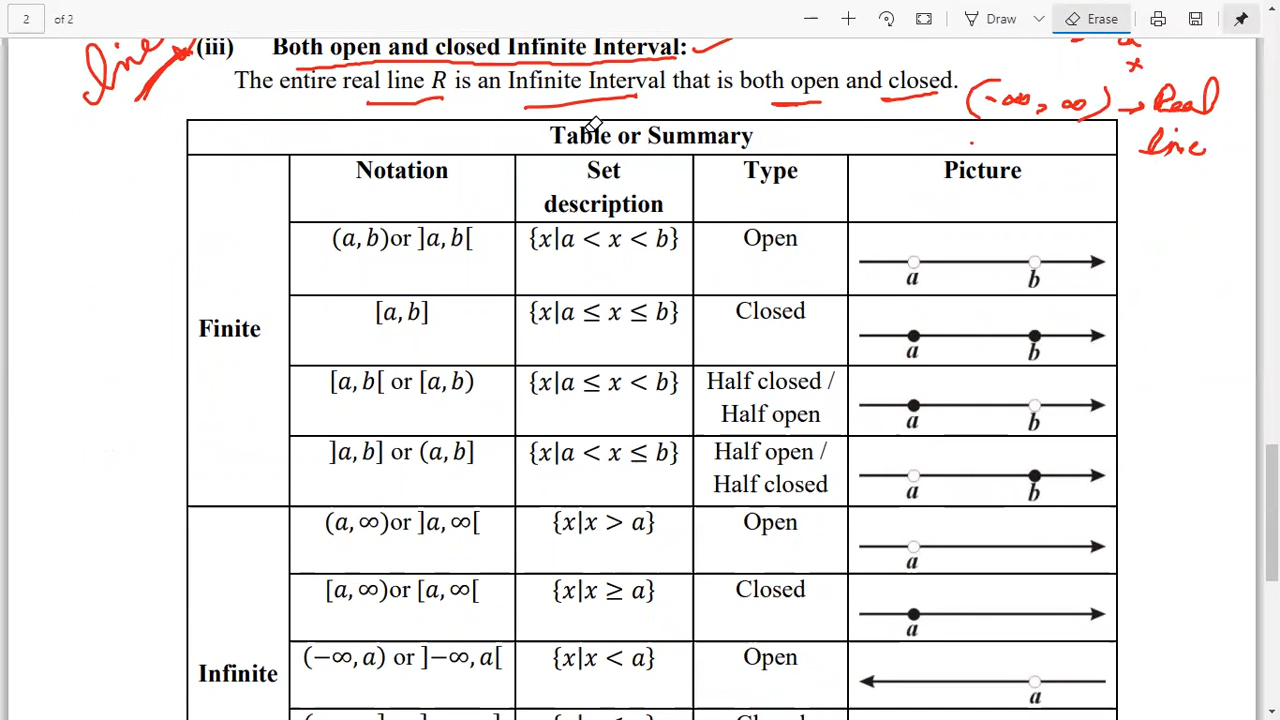 2 of 2 Draw Erase
(iii) Both open and closed Infinite Interval:
line
a
x
The entire real line R is an Infinite Interval that is both open and closed.
(-∞, ∞) → Real
line
Table or Summary
Notation Set description Type Picture
Finite
(a, b)or ]a, b[ {x|a < x < b} Open a b
[a, b] {x|a ≤ x ≤ b} Closed a b
[a, b[ or [a, b) {x|a ≤ x < b} Half closed / Half open a b
]a, b] or (a, b] {x|a < x ≤ b} Half open / Half closed a b
Infinite
(a, ∞)or ]a, ∞[ {x|x > a} Open a
[a, ∞)or [a, ∞[ {x|x ≥ a} Closed a
(−∞, a) or ]−∞, a[ {x|x < a} Open a